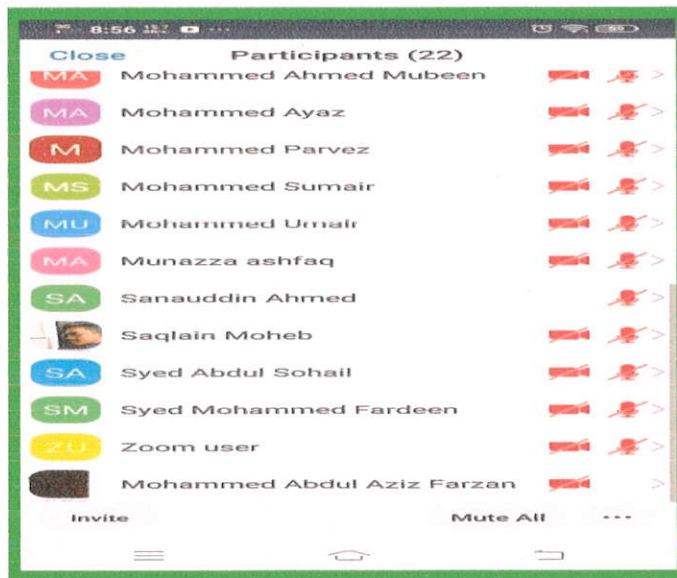 8:56
Close Participants (22)
MA Mohammed Ahmed Mubeen
MA Mohammed Ayaz
M Mohammed Parvez
MS Mohammed Sumair
MU Mohammed Umair
MA Munazza ashfaq
SA Sanauddin Ahmed
Saqlain Moheb
SA Syed Abdul Sohail
SM Syed Mohammed Fardeen
ZU Zoom user
Mohammed Abdul Aziz Farzan
Invite Mute All